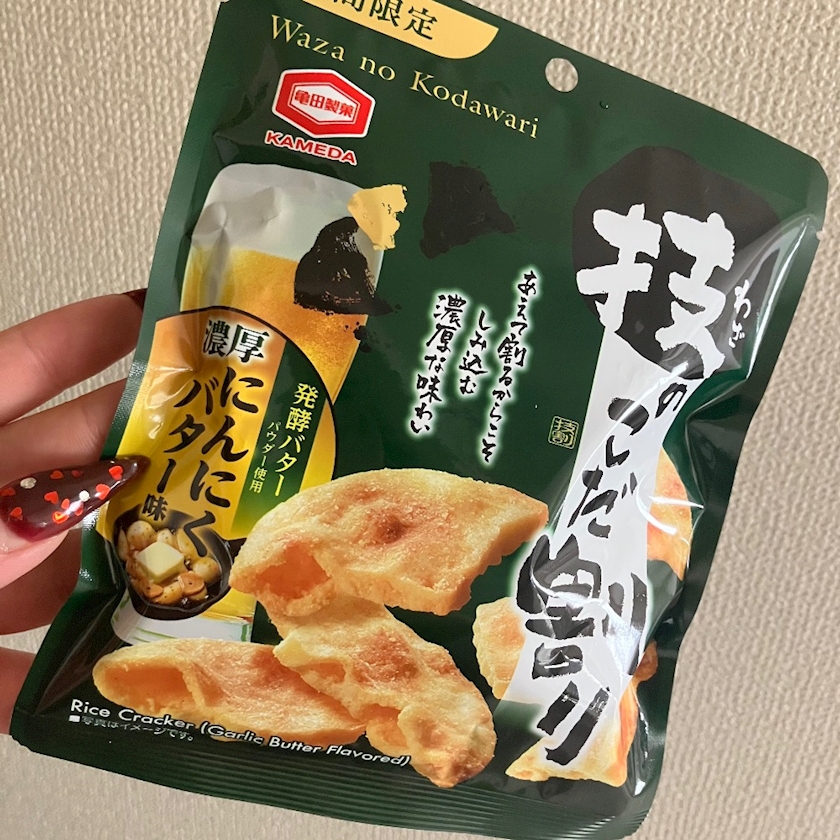 間限定
Waza no Kodawari
亀田製菓
KAMEDA
技の
わざ
こだ割り
あえて割るからこそ
しみ込む
濃厚な味わい
技割
濃厚
にんにく
バター味
発酵バター
パウダー使用
Rice Cracker (Garlic Butter Flavored)
■写真はイメージです。